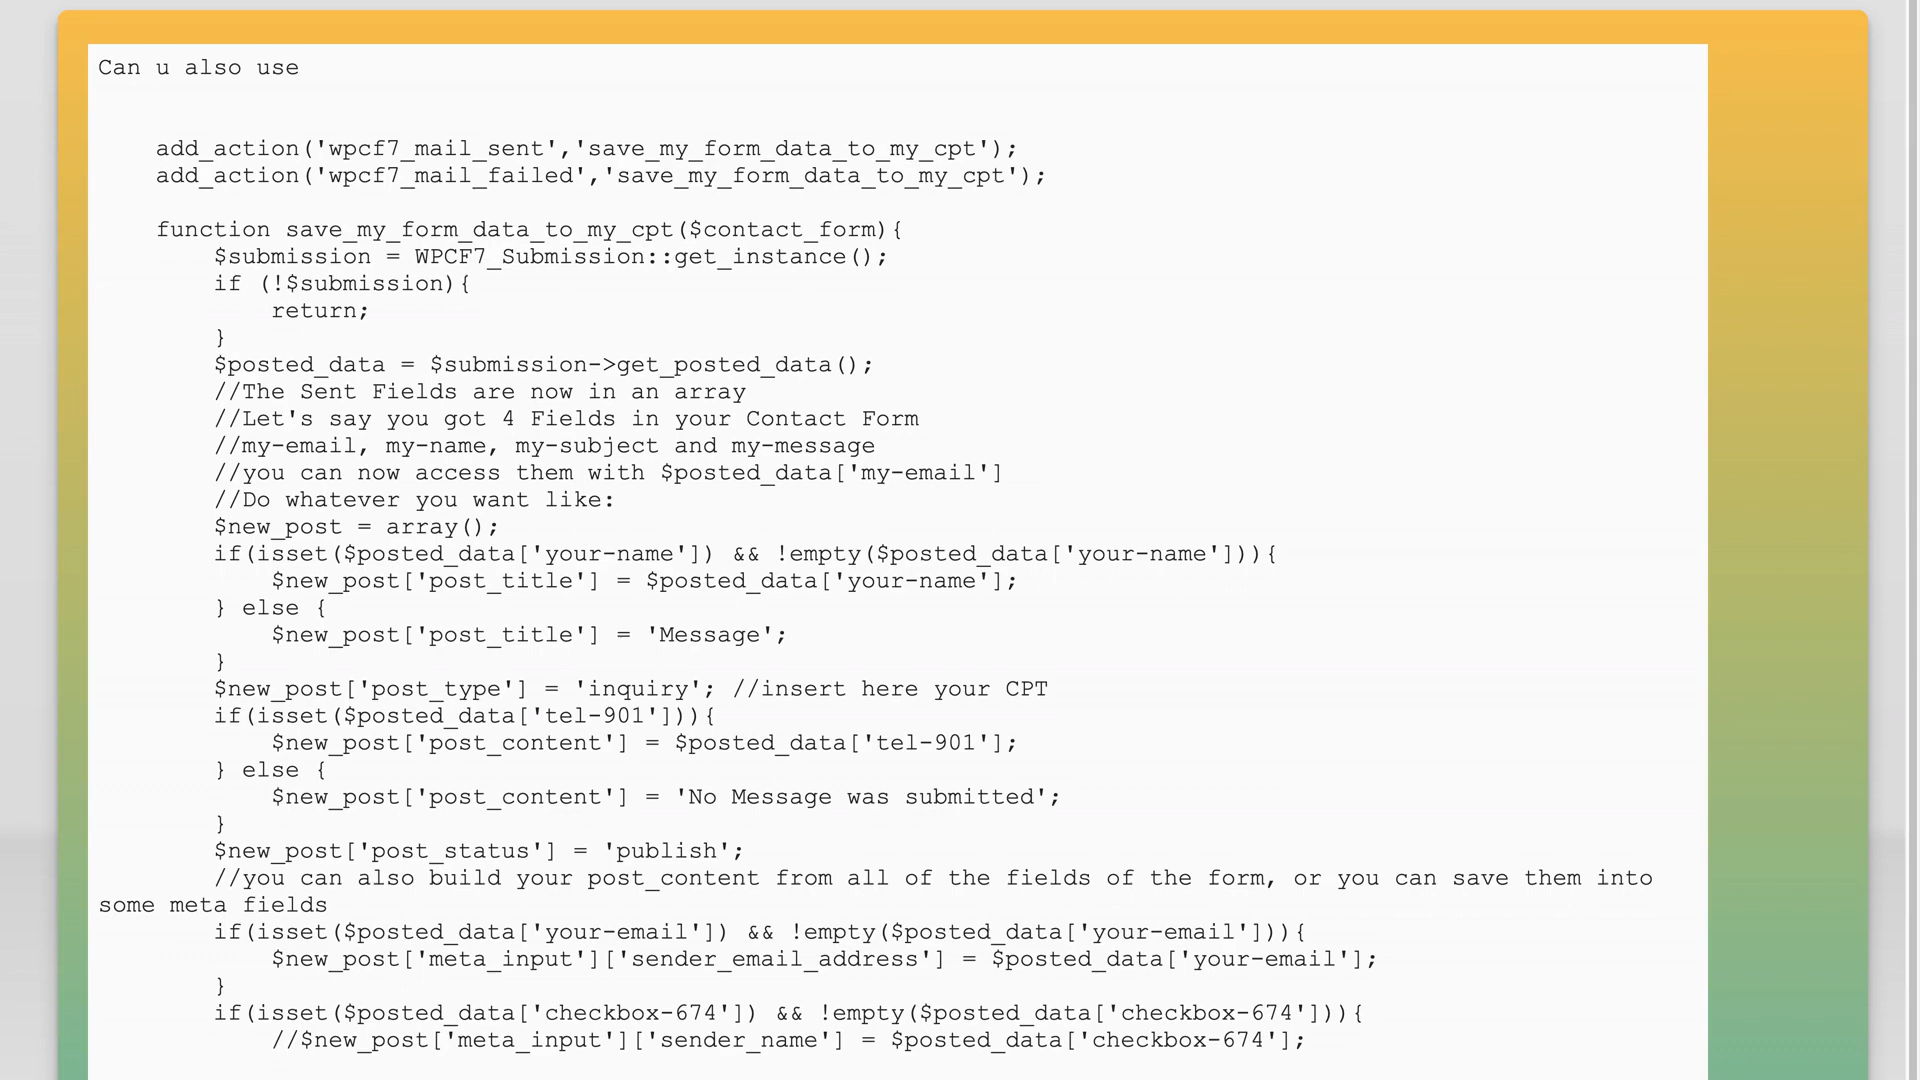 Can u also use
add_action('wpcf7_mail_sent','save_my_form_data_to_my_cpt');
add_action('wpcf7_mail_failed','save_my_form_data_to_my_cpt');
function save_my_form_data_to_my_cpt($contact_form){
$submission = WPCF7_Submission::get_instance();
if (!$submission){
return;
}
$posted_data = $submission->get_posted_data();
//The Sent Fields are now in an array
//Let's say you got 4 Fields in your Contact Form
//my-email, my-name, my-subject and my-message
//you can now access them with $posted_data['my-email']
//Do whatever you want like:
$new_post = array();
if(isset($posted_data['your-name']) && !empty($posted_data['your-name'])){
$new_post['post_title'] = $posted_data['your-name'];
} else {
$new_post['post_title'] = 'Message';
}
$new_post['post_type'] = 'inquiry'; //insert here your CPT
if(isset($posted_data['tel-901'])){
$new_post['post_content'] = $posted_data['tel-901'];
} else {
$new_post['post_content'] = 'No Message was submitted';
}
$new_post['post_status'] = 'publish';
//you can also build your post_content from all of the fields of the form, or you can save them into
some meta fields
if(isset($posted_data['your-email']) && !empty($posted_data['your-email'])){
$new_post['meta_input']['sender_email_address'] = $posted_data['your-email'];
}
if(isset($posted_data['checkbox-674']) && !empty($posted_data['checkbox-674'])){
//$new_post['meta_input']['sender_name'] = $posted_data['checkbox-674'];